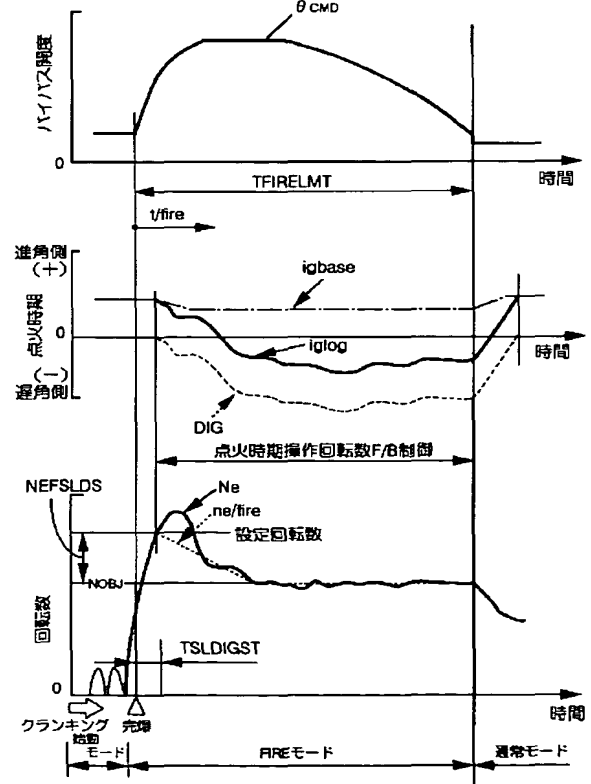 θCMD
バイパス開度
0
時間
TFIRELMT
t/fire
進角側
(+)
点火時期
0
(−)
遅角側
igbase
iglog
時間
DIG
点火時期操作回転数F/B制御
NEFSLDS
Ne
ne/fire
設定回転数
NOBJ
回転数
TSLDIGST
0
時間
クランキング
始動
モード
完爆
FIREモード
通常モード